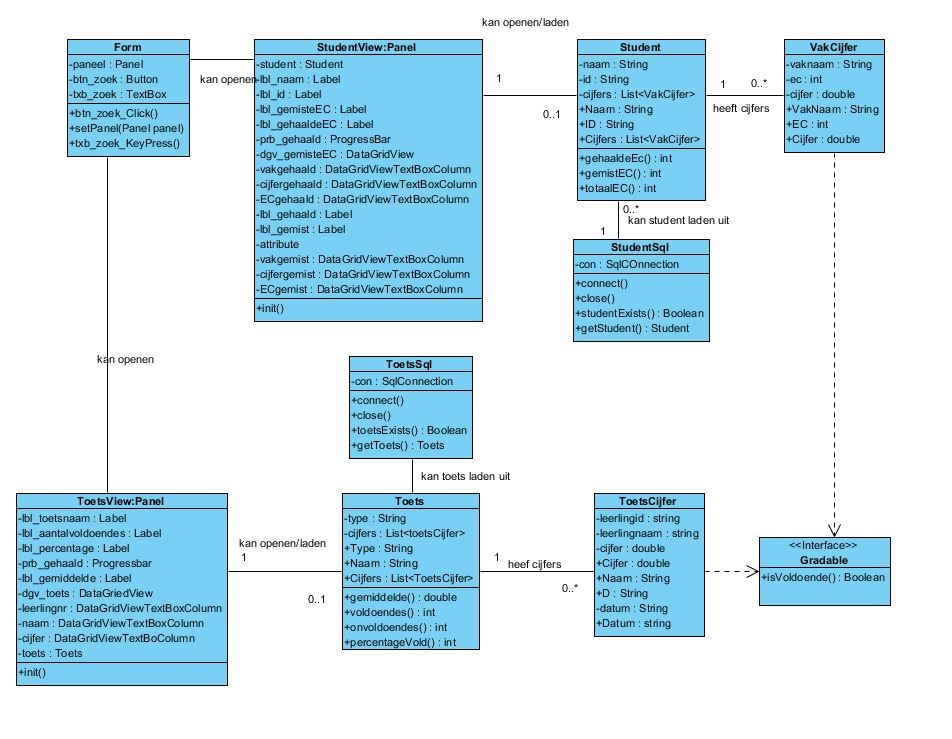 kan openen/laden
Form
-paneel : Panel
-btn_zoek : Button
-txb_zoek : TextBox
+btn_zoek_Click()
+setPanel(Panel panel)
+txb_zoek_KeyPress()
kan openen
StudentView:Panel
-student : Student
-lbl_naam : Label
-lbl_id : Label
-lbl_gemisteEC : Label
-lbl_gehaaldeEC : Label
-prb_gehaald : ProgressBar
-dgv_gemisteEC : DataGridView
-vakgehaald : DataGridViewTextBoxColumn
-cijfergehaald : DataGridViewTextBoxColumn
-ECgehaald : DataGridViewTextBoxColumn
-lbl_gehaald : Label
-lbl_gemist : Label
-attribute
-vakgemist : DataGridViewTextBoxColumn
-cijfergemist : DataGridViewTextBoxColumn
-ECgemist : DataGridViewTextBoxColumn
+init()
1
0..1
Student
-naam : String
-id : String
-cijfers : List<VakCijfer>
+Naam : String
+ID : String
+Cijfers : List<VakCijfer>
+gehaaldeEc() : int
+gemistEC() : int
+totaalEC() : int
1
0..*
heeft cijfers
VakCijfer
-vaknaam : String
-ec : int
-cijfer : double
+VakNaam : String
+EC : int
+Cijfer : double
0..*
kan student laden uit
1
StudentSql
-con : SqlCOnnection
+connect()
+close()
+studentExists() : Boolean
+getStudent() : Student
kan openen
ToetsSql
-con : SqlConnection
+connect()
+close()
+toetsExists() : Boolean
+getToets() : Toets
kan toets laden uit
ToetsView:Panel
-lbl_toetsnaam : Label
-lbl_aantalvoldoendes : Label
-lbl_percentage : Label
-prb_gehaald : Progressbar
-lbl_gemiddelde : Label
-dgv_toets : DataGriedView
-leerlingnr : DataGridViewTextBoxColumn
-naam : DataGridViewTextBoxColumn
-cijfer : DataGridViewTextBoColumn
-toets : Toets
+init()
kan openen/laden
1
0..1
Toets
-type : String
-cijfers : List<toetsCijfer>
+Type : String
+Naam : String
+Cijfers : List<ToetsCijfer>
+gemiddelde() : double
+voldoendes() : int
+onvoldoendes() : int
+percentageVold() : int
1
heef cijfers
0..*
ToetsCijfer
-leerlingid : string
-leerlingnaam : string
-cijfer : double
+Cijfer : double
+Naam : String
+D : String
-datum : String
+Datum : string
<<Interface>>
Gradable
+isVoldoende() : Boolean